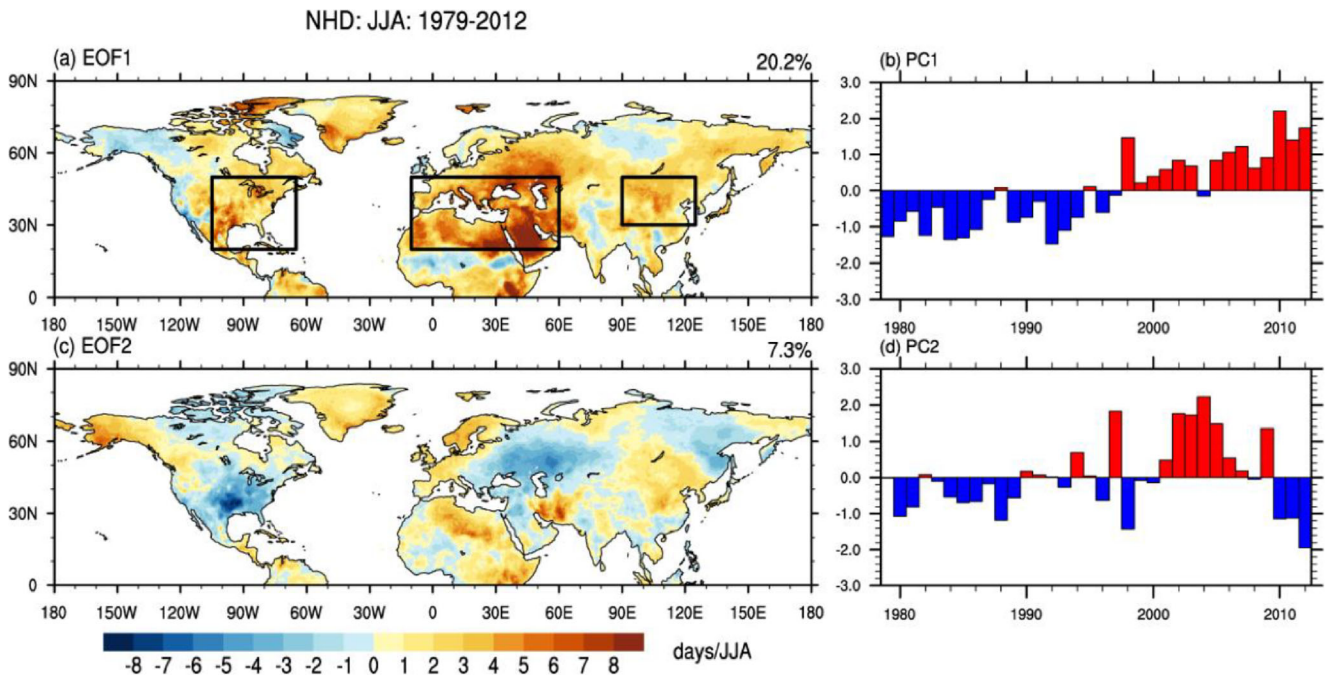 NHD: JJA: 1979-2012
(a) EOF1
20.2%
90N
60N
30N
0
180 150W 120W 90W 60W 30W 0 30E 60E 90E 120E 150E 180
(b) PC1
3.0
2.0
1.0
0.0
-1.0
-2.0
-3.0
1980 1990 2000 2010
(c) EOF2
7.3%
90N
60N
30N
0
180 150W 120W 90W 60W 30W 0 30E 60E 90E 120E 150E 180
(d) PC2
3.0
2.0
1.0
0.0
-1.0
-2.0
-3.0
1980 1990 2000 2010
-8 -7 -6 -5 -4 -3 -2 -1 0 1 2 3 4 5 6 7 8 days/JJA